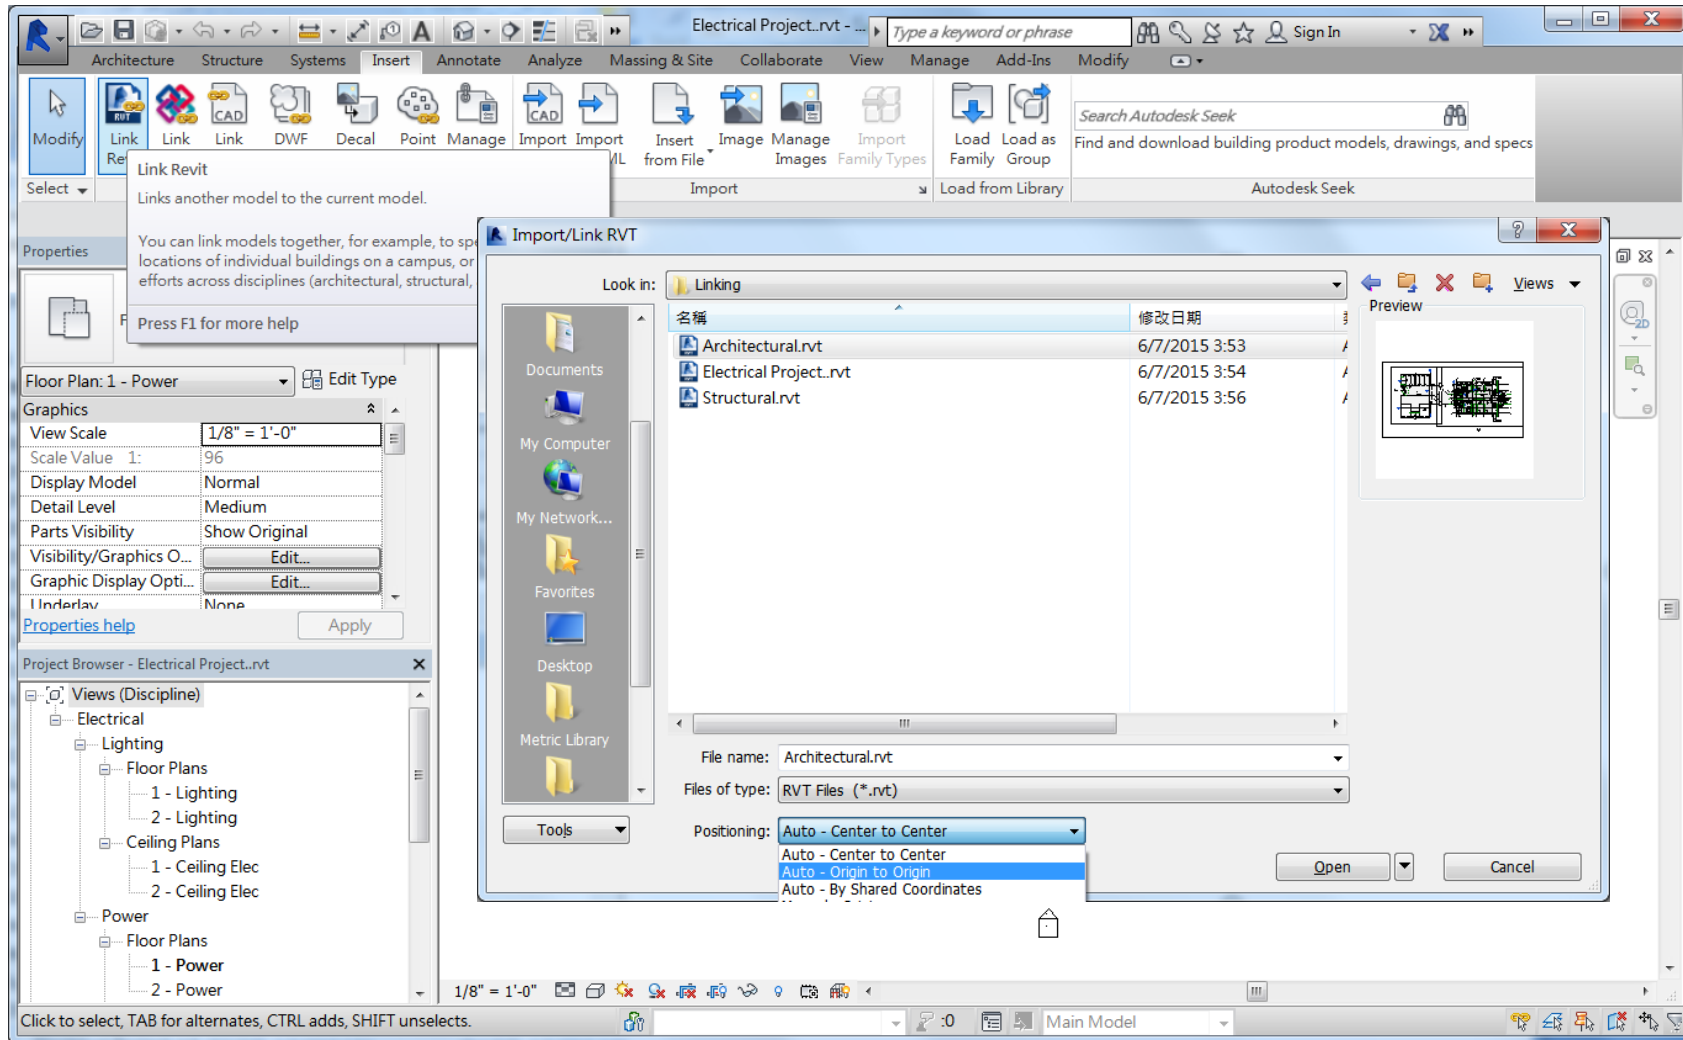 Electrical Project..rvt - ...
Type a keyword or phrase
Sign In
Architecture Structure Systems Insert Annotate Analyze Massing & Site Collaborate View Manage Add-Ins Modify
Modify
Link
Link
Link
DWF
Decal
Point
Manage
Import
Import
Insert
from File
Image
Manage
Images
Import
Family Types
Load
Family
Load as
Group
Search Autodesk Seek
Find and download building product models, drawings, and specs
Select
Import
Load from Library
Autodesk Seek
Link Revit
Links another model to the current model.
You can link models together, for example, to spe
locations of individual buildings on a campus, or
efforts across disciplines (architectural, structural,
Press F1 for more help
Properties
Floor Plan: 1 - Power
Edit Type
Graphics
View Scale 1/8" = 1'-0"
Scale Value 1: 96
Display Model Normal
Detail Level Medium
Parts Visibility Show Original
Visibility/Graphics O... Edit...
Graphic Display Opti... Edit...
Underlay None
Properties help
Apply
Project Browser - Electrical Project..rvt
Views (Discipline)
Electrical
Lighting
Floor Plans
1 - Lighting
2 - Lighting
Ceiling Plans
1 - Ceiling Elec
2 - Ceiling Elec
Power
Floor Plans
1 - Power
2 - Power
Import/Link RVT
Look in: Linking
Views
名稱 修改日期
Architectural.rvt 6/7/2015 3:53
Electrical Project..rvt 6/7/2015 3:54
Structural.rvt 6/7/2015 3:56
Preview
Documents
My Computer
My Network...
Favorites
Desktop
Metric Library
File name: Architectural.rvt
Files of type: RVT Files (*.rvt)
Tools
Positioning: Auto - Center to Center
Auto - Center to Center
Auto - Origin to Origin
Auto - By Shared Coordinates
Open
Cancel
2D
1/8" = 1'-0"
Click to select, TAB for alternates, CTRL adds, SHIFT unselects.
:0
Main Model